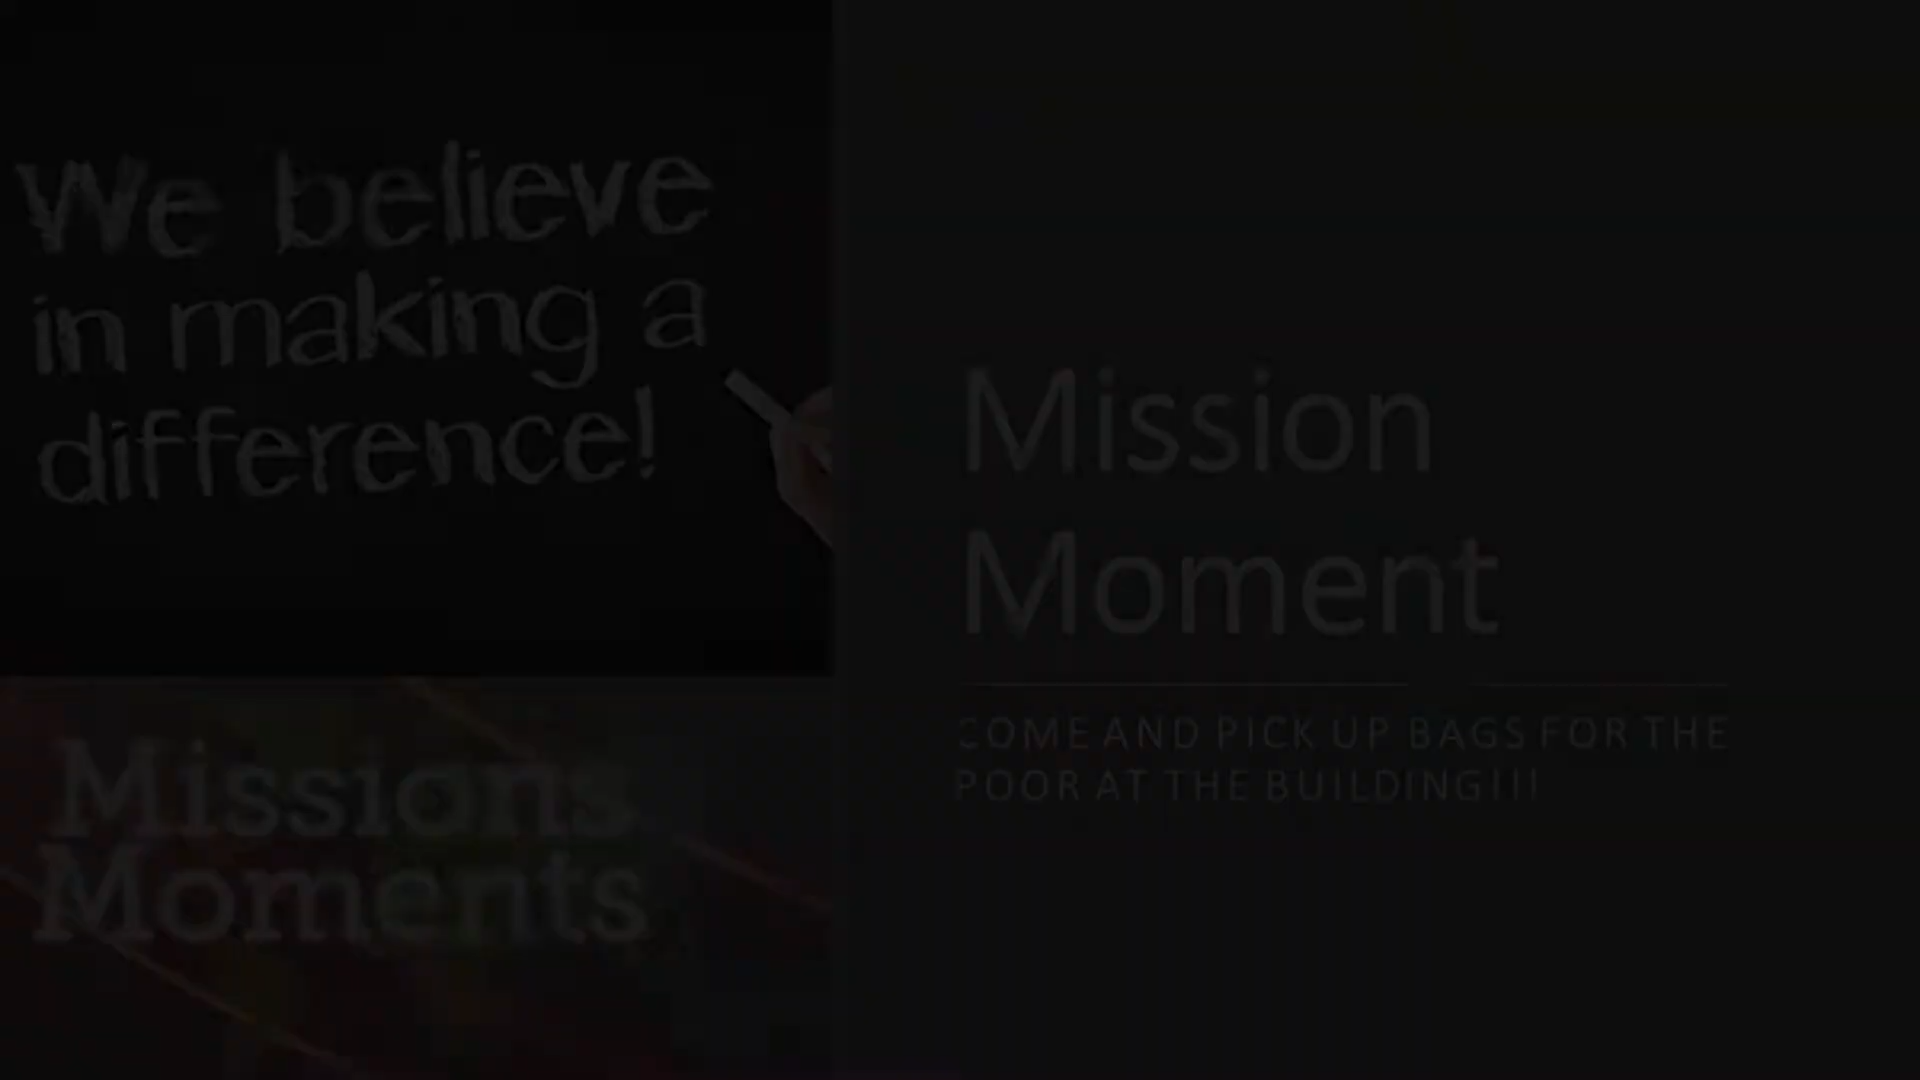 We believe
in making a
difference!
Missions
Moments
Mission
Moment
COME AND PICK UP BAGS FOR THE
POOR AT THE BUILDING!!!